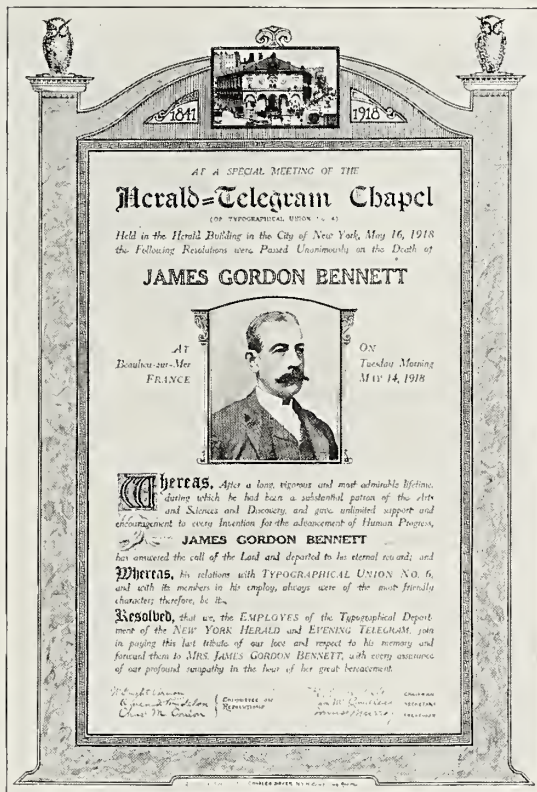 1841
1918
AT A SPECIAL MEETING OF THE
Herald=Telegram Chapel
(OF TYPOGRAPHICAL UNION
Held in the Herald Building in the City of New York, May 16, 1918
the Following Resolutions were Passed Unanimously on the Death of
JAMES GORDON BENNETT
AT
Beaulieu-sur-Mer
FRANCE
ON
Tuesday Morning
MAY 14, 1918
Whereas, After a long, vigorous and most admirable lifetime,
during which he had been a substantial patron of the Arts
and Sciences and Discovery, and gave unlimited support and
encouragement to every Invention for the advancement of Human Progress,
JAMES GORDON BENNETT
has answered the call of the Lord and departed to his eternal reward; and
Whereas, his relations with TYPOGRAPHICAL UNION NO. 6,
and with its members in his employ, always were of the most friendly
character; therefore, be it
Resolved, that we, the EMPLOYES of the Typographical Depart-
ment of the NEW YORK HERALD and EVENING TELEGRAM, join
in paying this last tribute of our love and respect to his memory and
forward them to MRS. JAMES GORDON BENNETT, with every assurance
of our profound sympathy in the hour of her great bereavement.
COMMITTEE ON
RESOLUTIONS
Chas M.
CHAIRMAN
SECRETARY